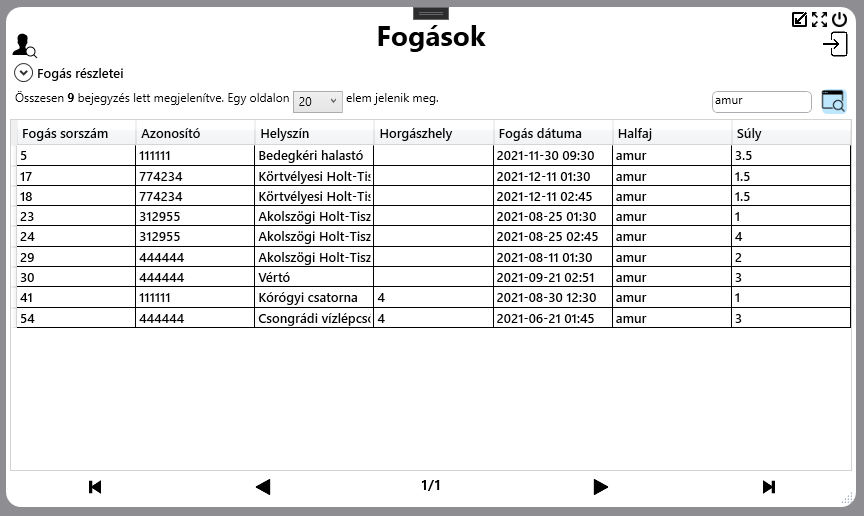 Fogások
Fogás részletei
Összesen 9 bejegyzés lett megjelenítve. Egy oldalon 20 elem jelenik meg. amur
Fogás sorszám Azonosító Helyszín Horgászhely Fogás dátuma Halfaj Súly
5 111111 Bedegkéri halastó 2021-11-30 09:30 amur 3.5
17 774234 Körtvélyesi Holt-Tis 2021-12-11 01:30 amur 1.5
18 774234 Körtvélyesi Holt-Tis 2021-12-11 02:45 amur 1.5
23 312955 Akolszögi Holt-Tisz 2021-08-25 01:30 amur 1
24 312955 Akolszögi Holt-Tisz 2021-08-25 02:45 amur 4
29 444444 Akolszögi Holt-Tisz 2021-08-11 01:30 amur 2
30 444444 Vértó 2021-09-21 02:51 amur 3
41 111111 Kórógyi csatorna 4 2021-08-30 12:30 amur 1
54 444444 Csongrádi vízlépcső 4 2021-06-21 01:45 amur 3
1/1